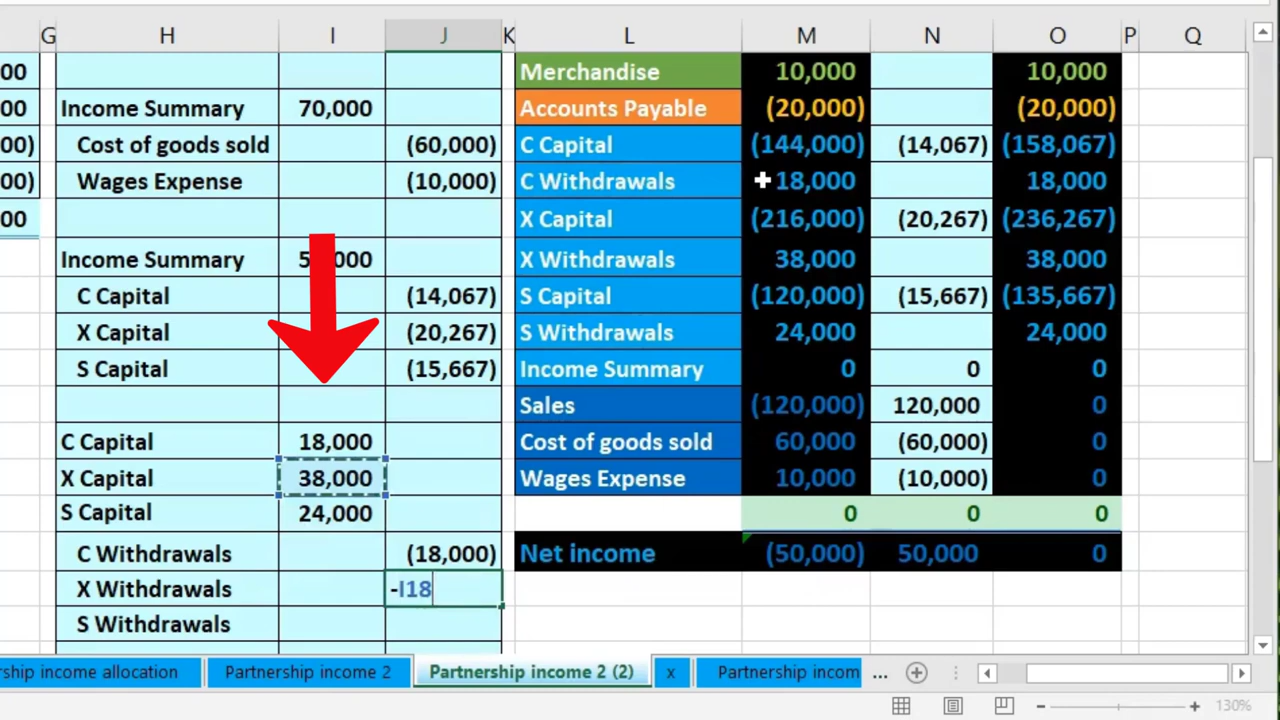 G H I J K L M N O P Q
00 Merchandise 10,000 10,000
00 Income Summary 70,000 Accounts Payable (20,000) (20,000)
00) Cost of goods sold (60,000) C Capital (144,000) (14,067) (158,067)
00) Wages Expense (10,000) C Withdrawals 18,000 18,000
00 X Capital (216,000) (20,267) (236,267)
Income Summary X Withdrawals 38,000 38,000
C Capital (14,067) S Capital (120,000) (15,667) (135,667)
X Capital (20,267) S Withdrawals 24,000 24,000
S Capital (15,667) Income Summary 0 0 0
Sales (120,000) 120,000 0
C Capital 18,000 Cost of goods sold 60,000 (60,000) 0
X Capital 38,000 Wages Expense 10,000 (10,000) 0
S Capital 24,000 0 0 0
C Withdrawals (18,000) Net income (50,000) 50,000 0
X Withdrawals -I18
S Withdrawals
rship income allocation Partnership income 2 Partnership income 2 (2) x Partnership incom ...
130%